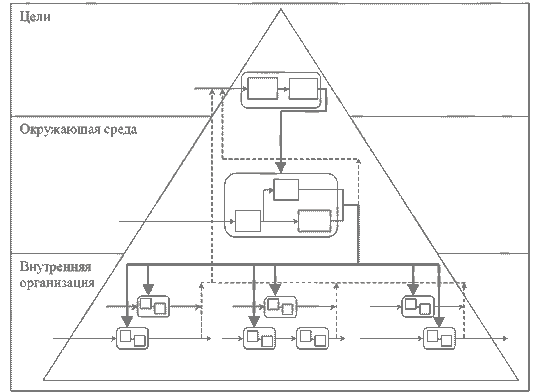 Цели
Окружающая среда
Внутренняя
организация